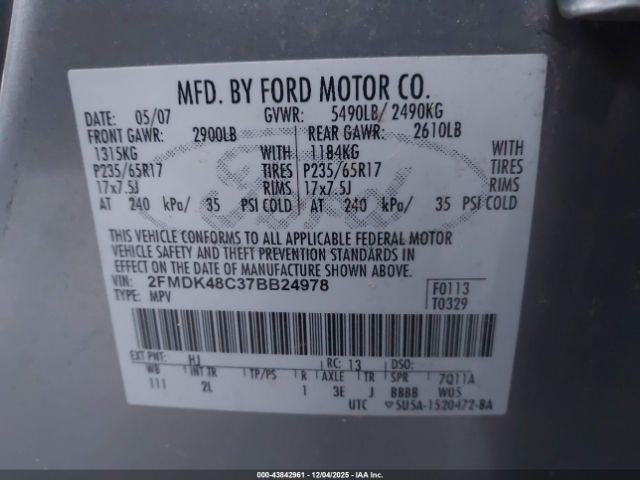 MFD. BY FORD MOTOR CO.
DATE: 05/07 GVWR: 5490LB/ 2490KG
FRONT GAWR: 2900LB REAR GAWR: 2610LB
1315KG WITH 1184KG WITH
P235/65R17 TIRES P235/65R17 TIRES
17x7.5J RIMS 17x7.5J RIMS
AT 240 kPa/ 35 PSI COLD AT 240 kPa/ 35 PSI COLD
Ford
THIS VEHICLE CONFORMS TO ALL APPLICABLE FEDERAL MOTOR
VEHICLE SAFETY AND THEFT PREVENTION STANDARDS IN
EFFECT ON THE DATE OF MANUFACTURE SHOWN ABOVE.
VIN: 2FMDK48C37BB24978 F0113
TYPE: MPV T0329
EXT PNT: HJ RC: 13 DSO:
WB INT TR TP/PS R AXLE TR SPR 7Q11A
111 2L 1 3E J BBBB W05
UTC 5U5A-1520472-BA
000-43842961 - 12/04/2025 - IAA, Inc.